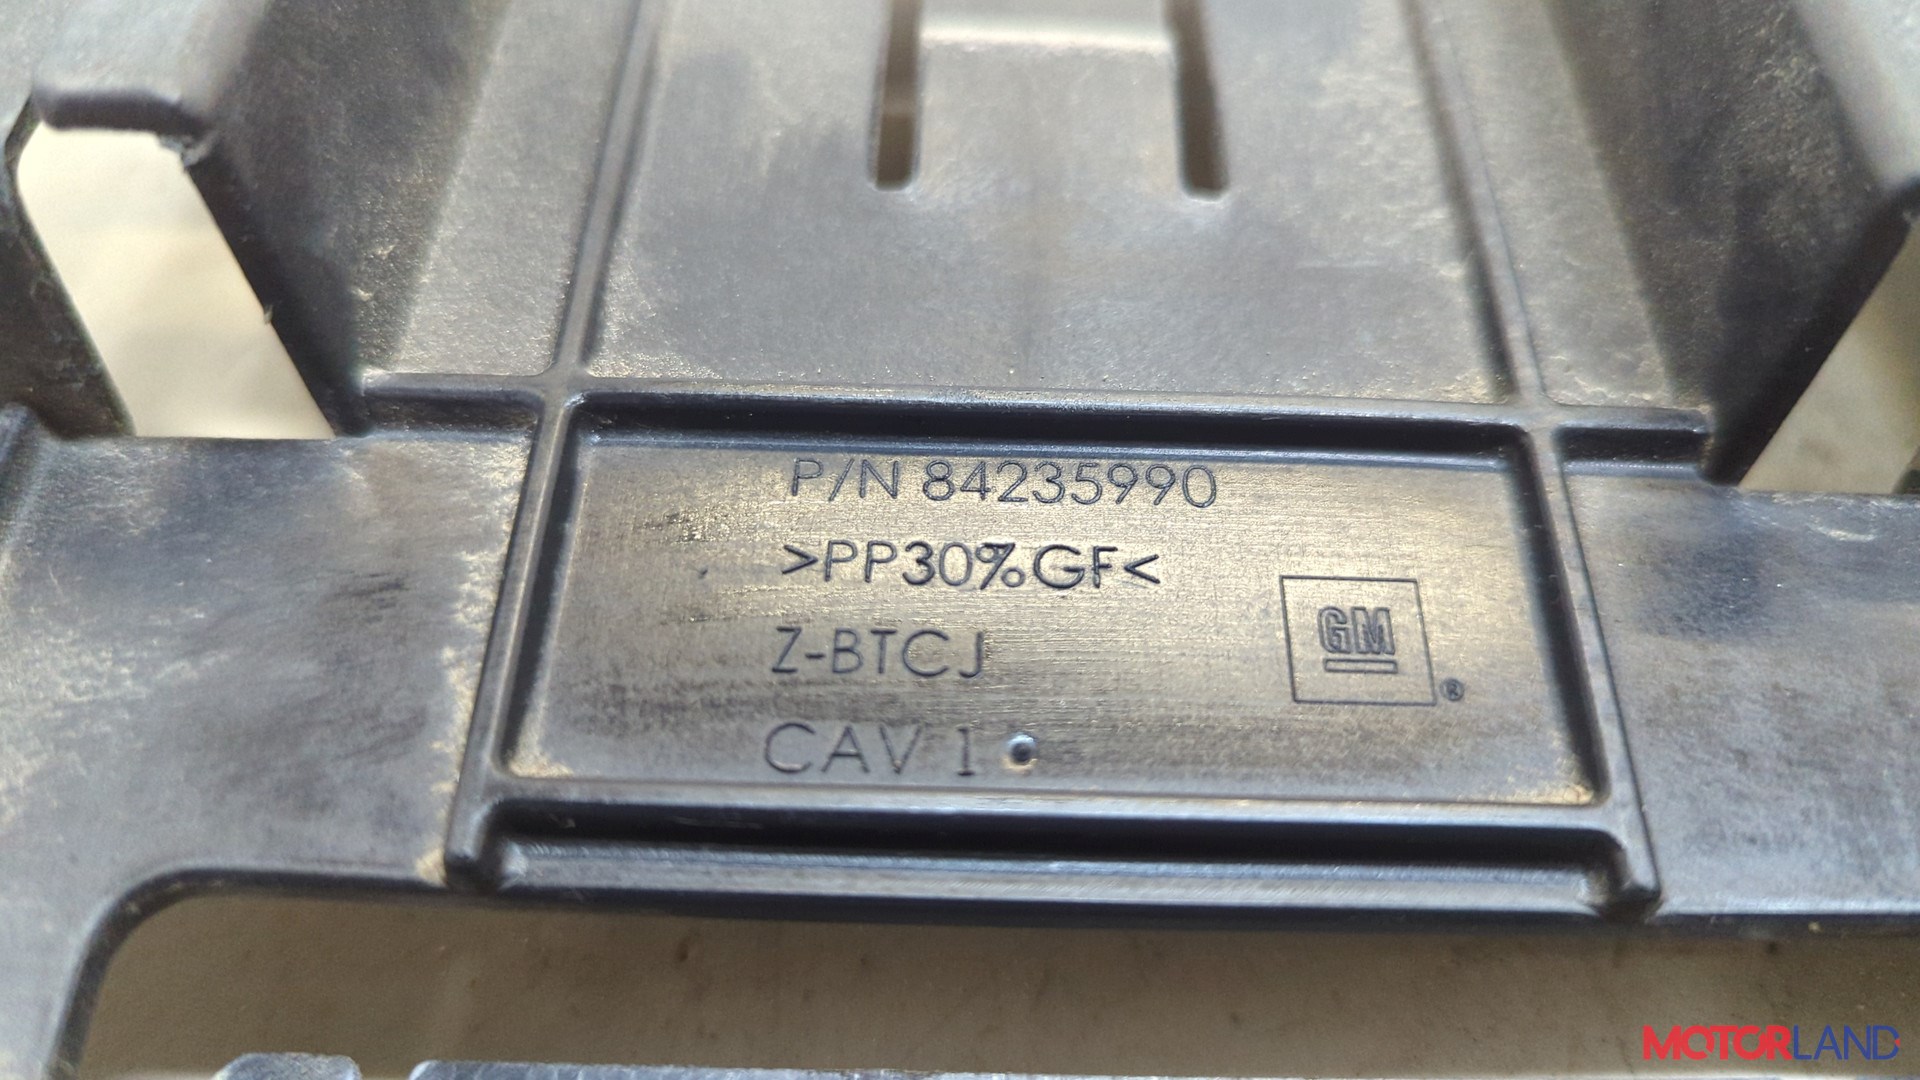 P/N 84235990
>PP30%GF<
Z-BTCJ
GM
®
CAV 1
MOTORLAND